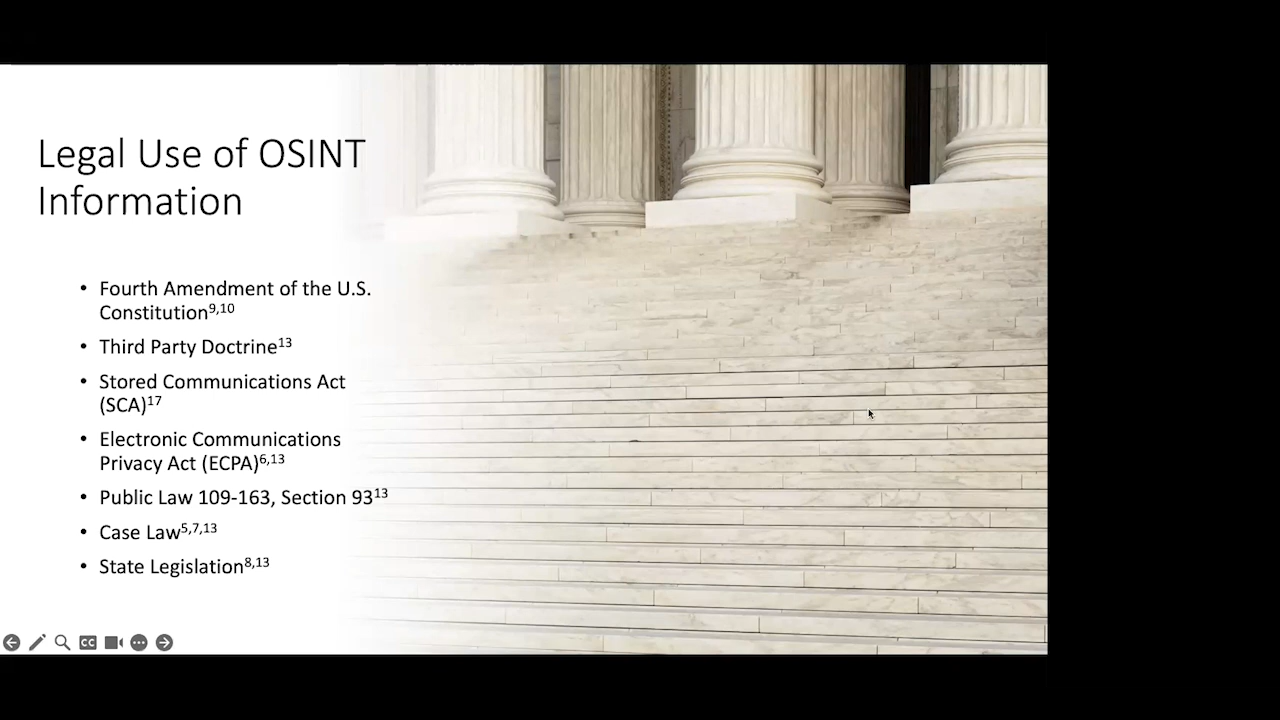 Legal Use of OSINT
Information
• Fourth Amendment of the U.S.
Constitution9,10
• Third Party Doctrine13
• Stored Communications Act
(SCA)17
• Electronic Communications
Privacy Act (ECPA)6,13
• Public Law 109-163, Section 9313
• Case Law5,7,13
• State Legislation8,13
CC